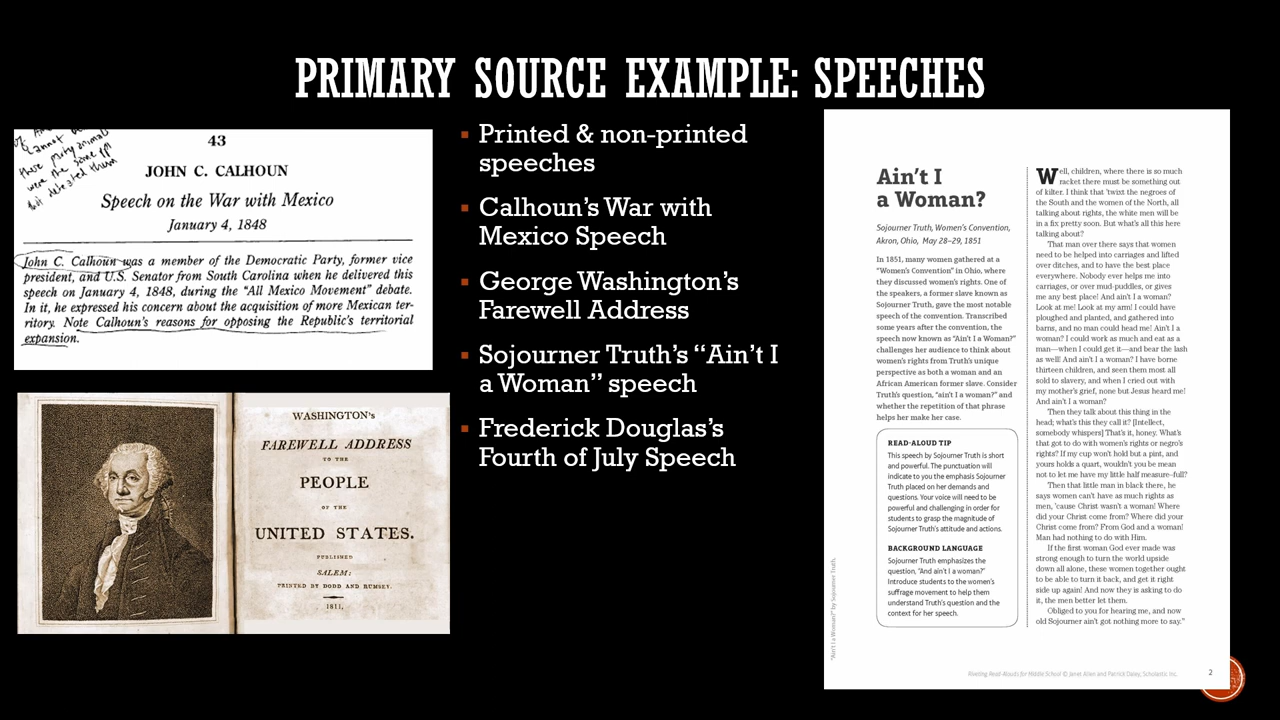 PRIMARY SOURCE EXAMPLE: SPEECHES
43
JOHN C. CALHOUN
Speech on the War with Mexico
January 4, 1848
John C. Calhoun was a member of the Democratic Party, former vice
president, and U.S. Senator from South Carolina when he delivered this
speech on January 4, 1848, during the “All Mexico Movement” debate.
In it, he expressed his concern about the acquisition of more Mexican ter-
ritory. Note Calhoun's reasons for opposing the Republic's territorial
expansion.
cannot
these party animals
were the same
defeated them
WASHINGTON's
FAREWELL ADDRESS
TO THE
PEOPLE
OF THE
UNITED STATES.
PUBLISHED
SALEM:
PRINTED BY DODD AND RUMSEY.
1811.
▪ Printed & non-printed
speeches
▪ Calhoun’s War with
Mexico Speech
▪ George Washington’s
Farewell Address
▪ Sojourner Truth’s “Ain’t I
a Woman” speech
▪ Frederick Douglas’s
Fourth of July Speech
Ain’t I
a Woman?
Sojourner Truth, Women’s Convention,
Akron, Ohio, May 28–29, 1851
In 1851, many women gathered at a
“Women’s Convention” in Ohio, where
they discussed women’s rights. One of
the speakers, a former slave known as
Sojourner Truth, gave the most notable
speech of the convention. Transcribed
some years after the convention, the
speech now known as “Ain’t I a Woman?”
challenges her audience to think about
women’s rights from Truth’s unique
perspective as both a woman and an
African American former slave. Consider
Truth’s question, “ain’t I a woman?” and
whether the repetition of that phrase
helps her make her case.
READ-ALOUD TIP
This speech by Sojourner Truth is short
and powerful. The punctuation will
indicate to you the emphasis Sojourner
Truth placed on her demands and
questions. Your voice will need to be
powerful and challenging in order for
students to grasp the magnitude of
Sojourner Truth’s attitude and actions.
BACKGROUND LANGUAGE
Sojourner Truth emphasizes the
question, “And ain’t I a woman?”
Introduce students to the women’s
suffrage movement to help them
understand Truth’s question and the
context for her speech.
Well, children, where there is so much
racket there must be something out
of kilter. I think that ’twixt the negroes of
the South and the women of the North, all
talking about rights, the white men will be
in a fix pretty soon. But what’s all this here
talking about?
That man over there says that women
need to be helped into carriages and lifted
over ditches, and to have the best place
everywhere. Nobody ever helps me into
carriages, or over mud-puddles, or gives
me any best place! And ain’t I a woman?
Look at me! Look at my arm! I could have
ploughed and planted, and gathered into
barns, and no man could head me! Ain’t I a
woman? I could work as much and eat as a
man—when I could get it—and bear the lash
as well! And ain’t I a woman? I have borne
thirteen children, and seen them most all
sold to slavery, and when I cried out with
my mother’s grief, none but Jesus heard me!
And ain’t I a woman?
Then they talk about this thing in the
head; what’s this they call it? [Intellect,
somebody whispers] That’s it, honey. What’s
that got to do with women’s rights or negro’s
rights? If my cup won’t hold but a pint, and
yours holds a quart, wouldn’t you be mean
not to let me have my little half measure-full?
Then that little man in black there, he
says women can’t have as much rights as
men, ’cause Christ wasn’t a woman! Where
did your Christ come from? Where did your
Christ come from? From God and a woman!
Man had nothing to do with Him.
If the first woman God ever made was
strong enough to turn the world upside
down all alone, these women together ought
to be able to turn it back, and get it right
side up again! And now they is asking to do
it, the men better let them.
Obliged to you for hearing me, and now
old Sojourner ain’t got nothing more to say.”
"Ain't I a Woman?" by Sojourner Truth.
Riveting Read-Alouds for Middle School © Janet Allen and Patrick Daley, Scholastic Inc.
2